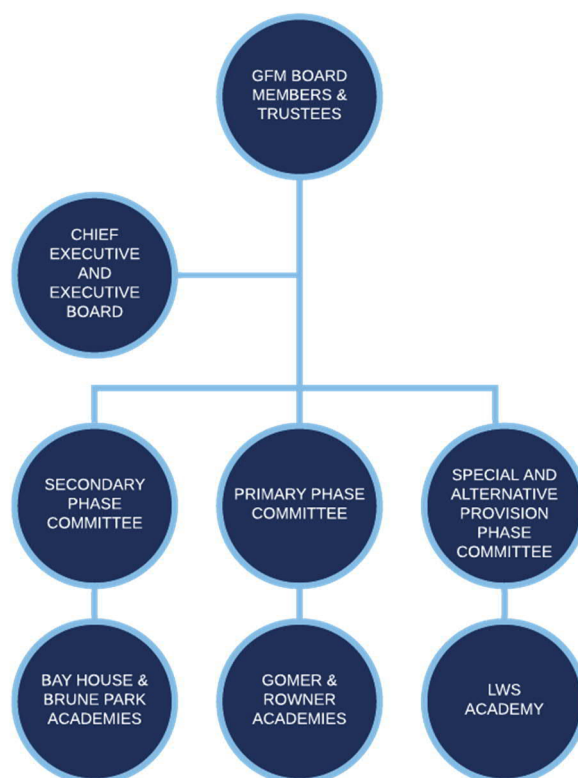 GFM BOARD
MEMBERS &
TRUSTEES
CHIEF
EXECUTIVE
AND
EXECUTIVE
BOARD
SECONDARY
PHASE
COMMITTEE
PRIMARY PHASE
COMMITTEE
SPECIAL AND
ALTERNATIVE
PROVISION
PHASE
COMMITTEE
BAY HOUSE &
BRUNE PARK
ACADEMIES
GOMER &
ROWNER
ACADEMIES
LWS
ACADEMY